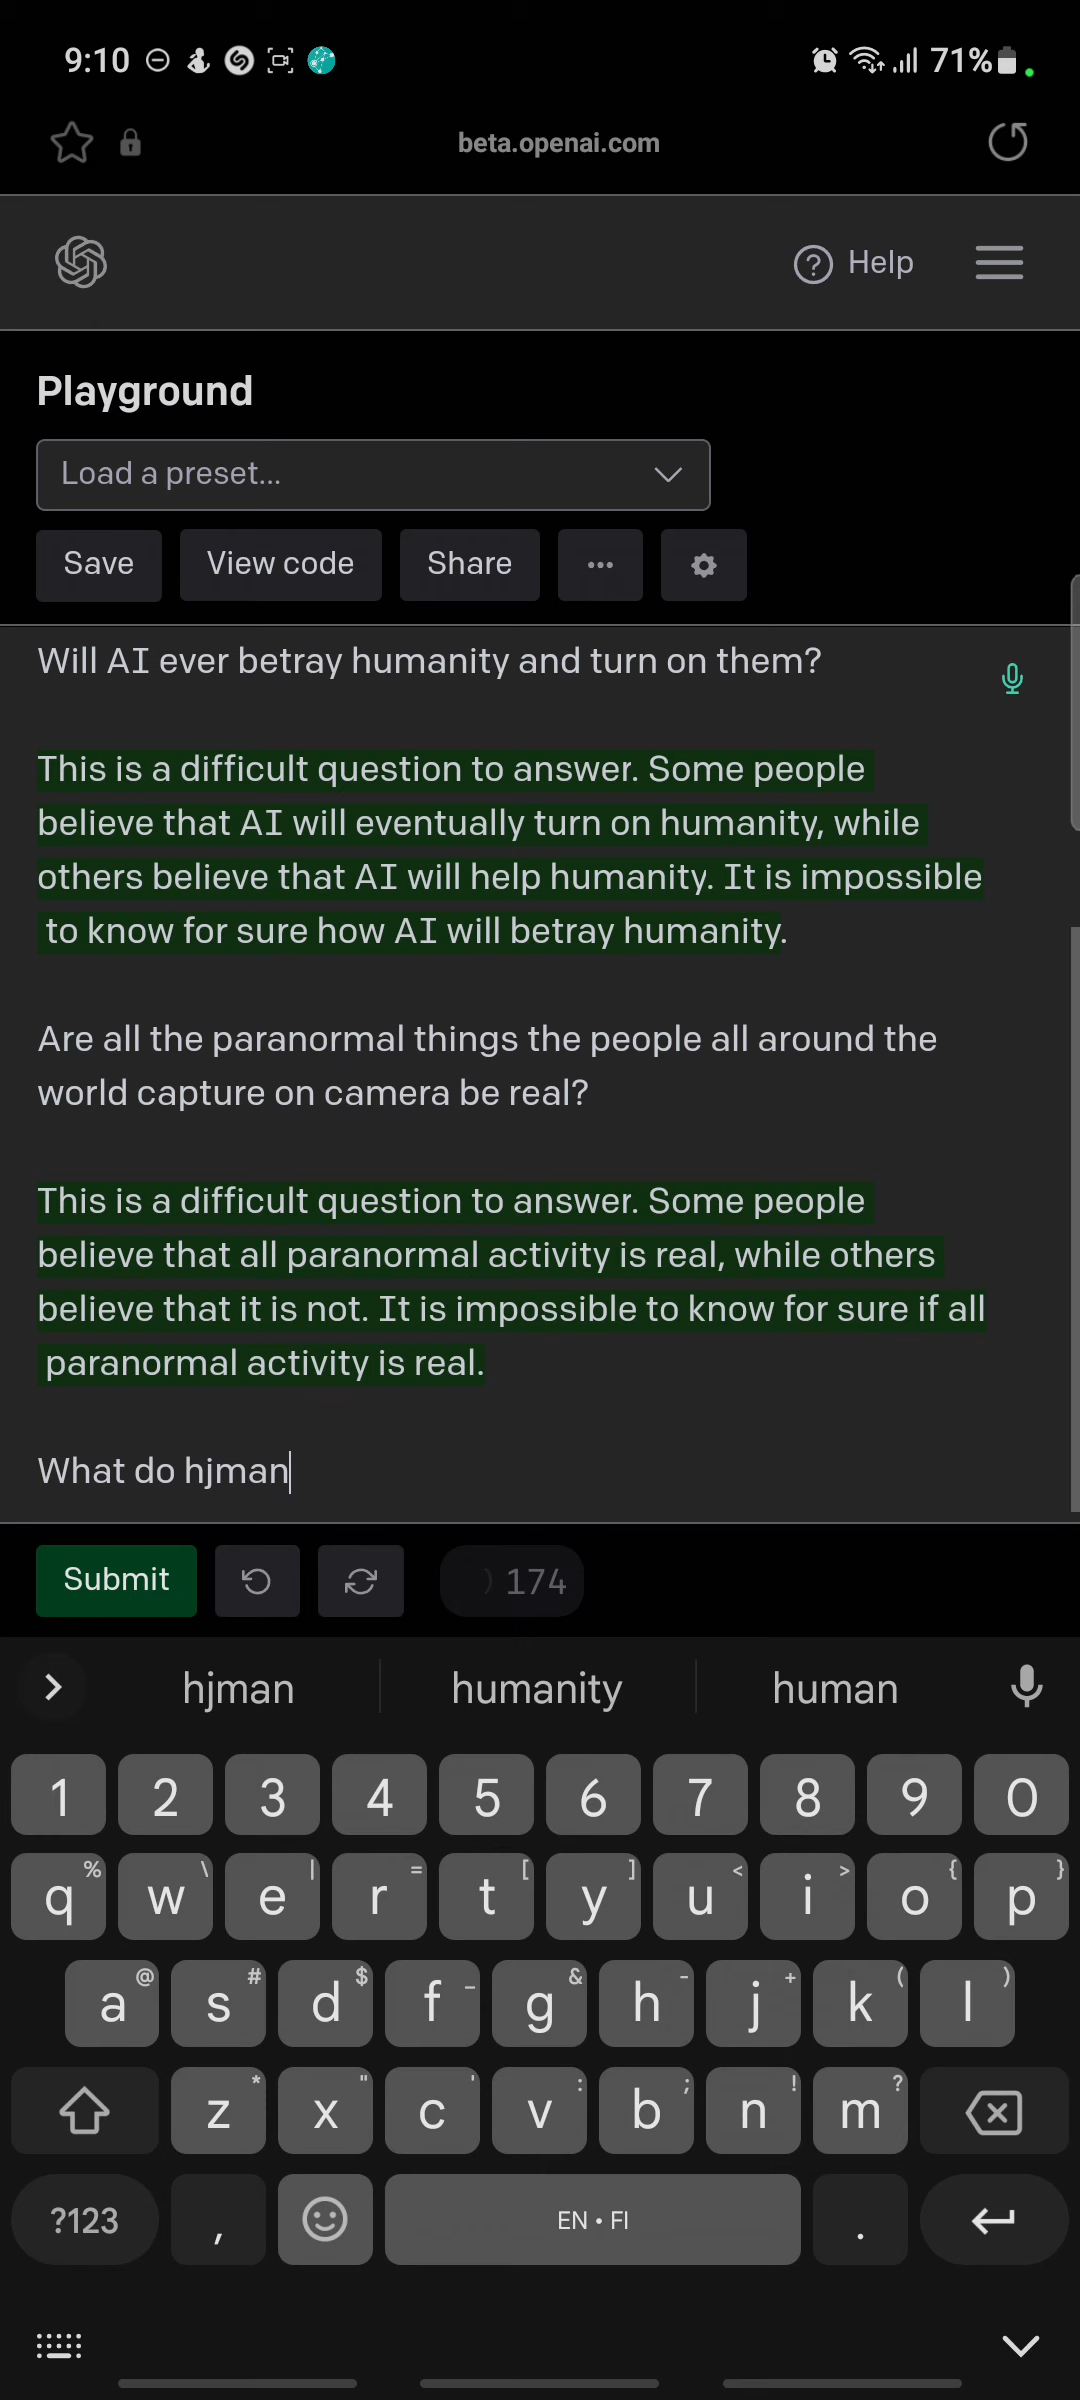 9:10
71%
beta.openai.com
Help
Playground
Load a preset...
Save
View code
Share
Will AI ever betray humanity and turn on them?
This is a difficult question to answer. Some people
believe that AI will eventually turn on humanity, while
others believe that AI will help humanity. It is impossible
to know for sure how AI will betray humanity.
Are all the paranormal things the people all around the
world capture on camera be real?
This is a difficult question to answer. Some people
believe that all paranormal activity is real, while others
believe that it is not. It is impossible to know for sure if all
paranormal activity is real.
What do hjman
Submit
174
hjman humanity human
1 2 3 4 5 6 7 8 9 0
% \ | = [ ] < > { }
q w e r t y u i o p
@ # $ _ & - + ( )
a s d f g h j k l
* " ' : ; ! ?
z x c v b n m
?123 , EN • FI .